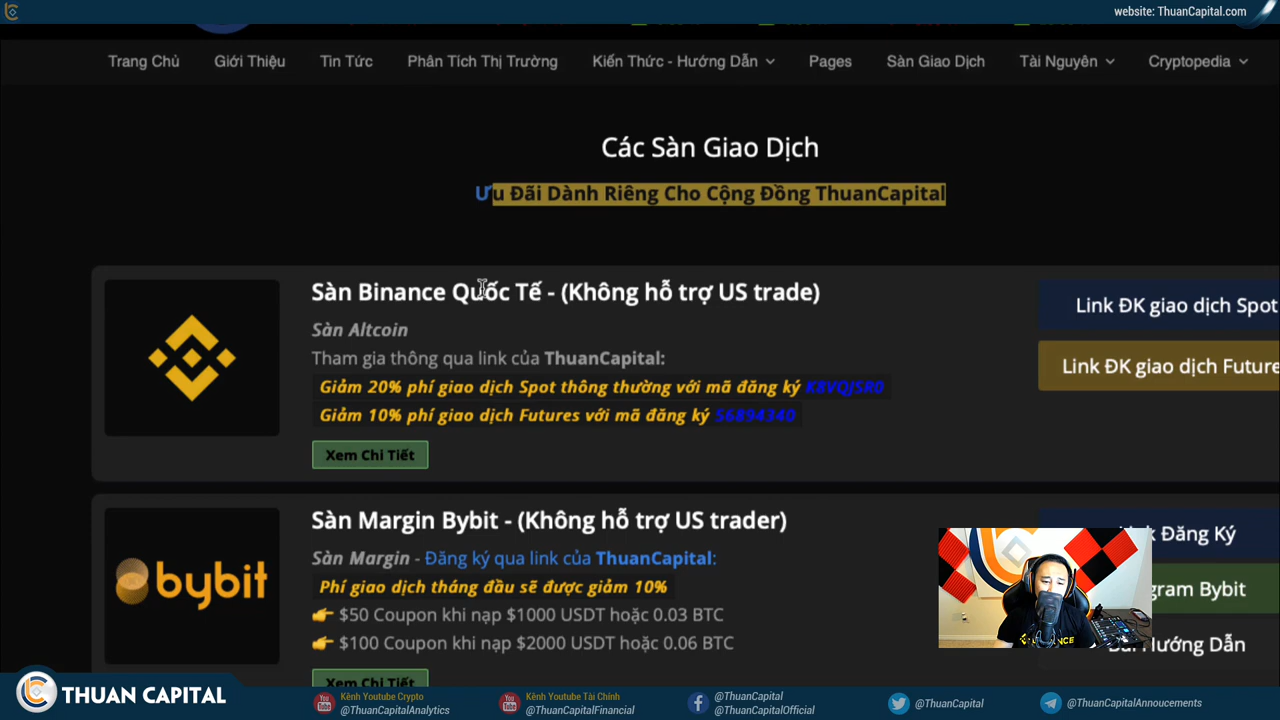 website: ThuanCapital.com
Trang Chủ
Giới Thiệu
Tin Tức
Phân Tích Thị Trường
Kiến Thức - Hướng Dẫn
Pages
Sàn Giao Dịch
Tài Nguyên
Cryptopedia
Các Sàn Giao Dịch
Ưu Đãi Dành Riêng Cho Cộng Đồng ThuanCapital
Sàn Binance Quốc Tế - (Không hỗ trợ US trade)
Sàn Altcoin
Tham gia thông qua link của ThuanCapital:
Giảm 20% phí giao dịch Spot thông thường với mã đăng ký K8VQJSR0
Giảm 10% phí giao dịch Futures với mã đăng ký 56894340
Xem Chi Tiết
Link ĐK giao dịch Spot
Link ĐK giao dịch Future
bybit
Sàn Margin Bybit - (Không hỗ trợ US trader)
Sàn Margin - Đăng ký qua link của ThuanCapital:
Phí giao dịch tháng đầu sẽ được giảm 10%
👉 $50 Coupon khi nạp $1000 USDT hoặc 0.03 BTC
👉 $100 Coupon khi nạp $2000 USDT hoặc 0.06 BTC
Xem Chi Tiết
Đăng Ký
gram Bybit
Hướng Dẫn
THUAN CAPITAL
Kênh Youtube Crypto
@ThuanCapitalAnalytics
Kênh Youtube Tài Chính
@ThuanCapitalFinancial
@ThuanCapital
@ThuanCapitalOfficial
@ThuanCapital
@ThuanCapitalAnnoucements